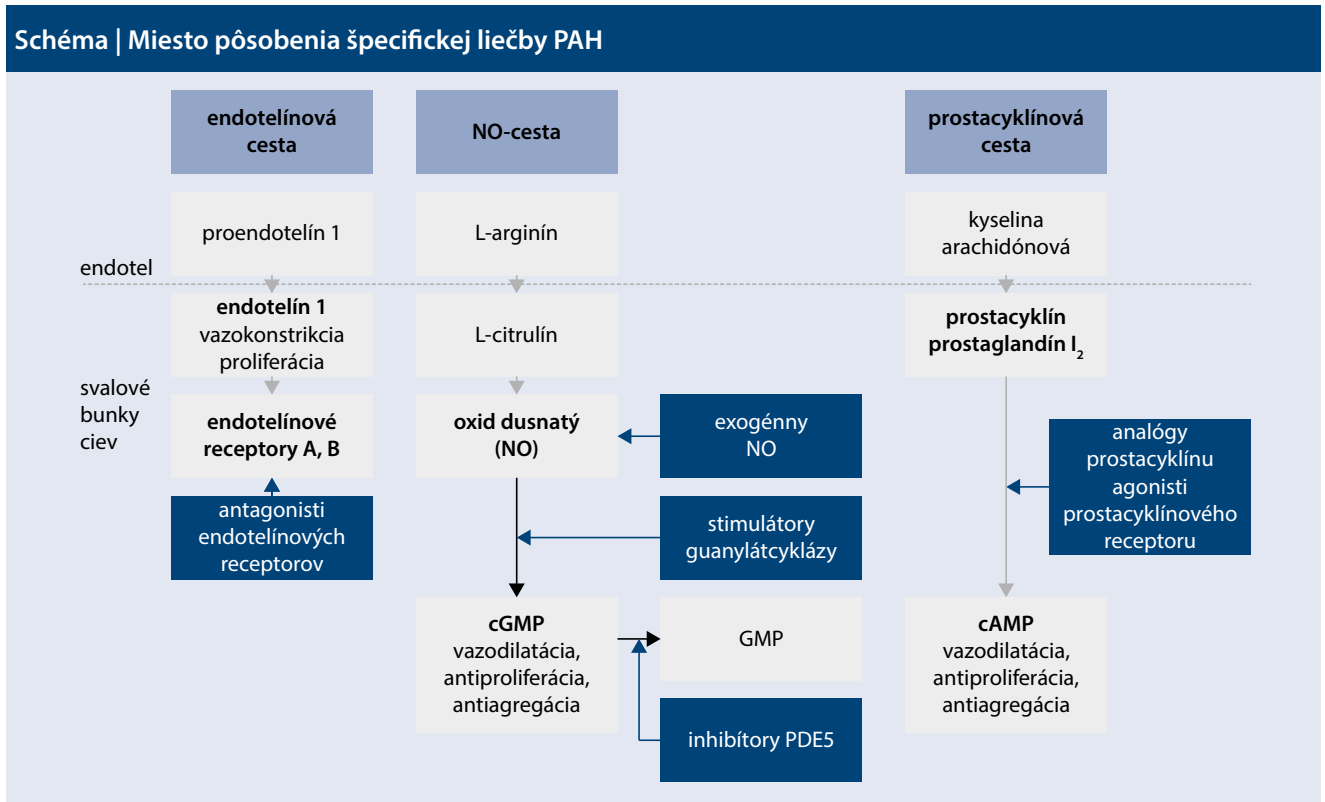 Schéma | Miesto pôsobenia špecifickej liečby PAH
endotelínová
cesta
NO-cesta
prostacyklínová
cesta
proendotelín 1
L-arginín
kyselina
arachidónová
endotel
endotelín 1
vazokonstrikcia
proliferácia
L-citrulín
prostacyklín
prostaglandín I₂
svalové
bunky
ciev
endotelínové
receptory A, B
oxid dusnatý
(NO)
exogénny
NO
analógy
prostacyklínu
agonisti
prostacyklínového
receptoru
antagonisti
endotelínových
receptorov
stimulátory
guanylátcyklázy
cGMP
vazodilatácia,
antiproliferácia,
antiagregácia
GMP
cAMP
vazodilatácia,
antiproliferácia,
antiagregácia
inhibítory PDE5